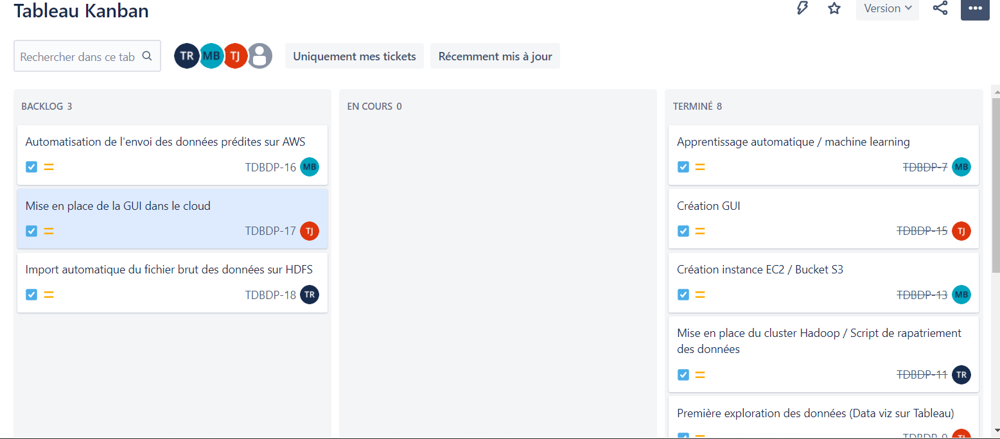 Tableau Kanban
Version
Rechercher dans ce tab
TR MB TJ
Uniquement mes tickets
Récemment mis à jour
BACKLOG 3
Automatisation de l'envoi des données prédites sur AWS
TDBDP-16 MB
Mise en place de la GUI dans le cloud
TDBDP-17 TJ
Import automatique du fichier brut des données sur HDFS
TDBDP-18 TR
EN COURS 0
TERMINÉ 8
Apprentissage automatique / machine learning
TDBDP-7 MB
Création GUI
TDBDP-15 TJ
Création instance EC2 / Bucket S3
TDBDP-13 MB
Mise en place du cluster Hadoop / Script de rapatriement
des données
TDBDP-11 TR
Première exploration des données (Data viz sur Tableau)
TDBDP-9 TJ